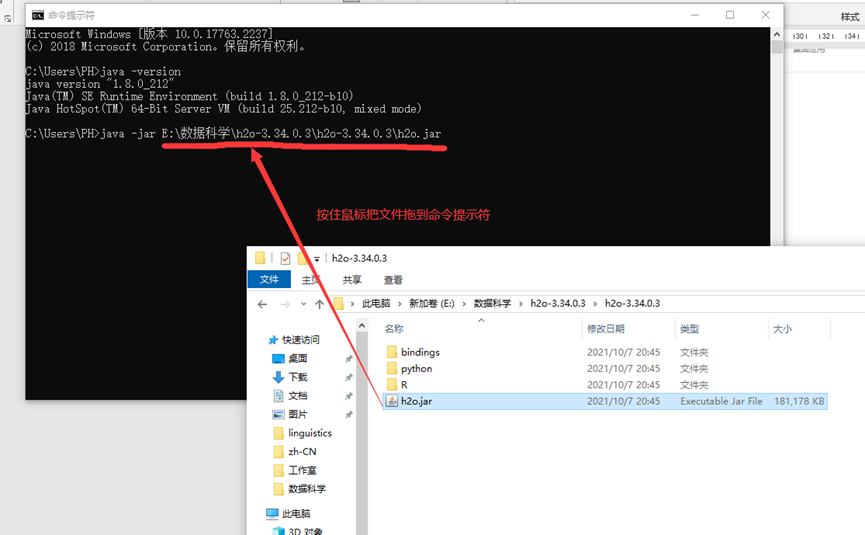 命令提示符
Microsoft Windows [版本 10.0.17763.2237]
(c) 2018 Microsoft Corporation。保留所有权利。
C:\Users\PH>java -version
java version "1.8.0_212"
Java(TM) SE Runtime Environment (build 1.8.0_212-b10)
Java HotSpot(TM) 64-Bit Server VM (build 25.212-b10, mixed mode)
C:\Users\PH>java -jar E:\数据科学\h2o-3.34.0.3\h2o-3.34.0.3\h2o.jar
样式
|30| |32| |34|
按住鼠标把文件拖到命令提示符
h2o-3.34.0.3
文件 主页 共享 查看
此电脑 > 新加卷 (E:) > 数据科学 > h2o-3.34.0.3 > h2o-3.34.0.3
名称 修改日期 类型 大小
快速访问
桌面
下载
文档
图片
linguistics
zh-CN
工作室
数据科学
此电脑
3D 对象
bindings 2021/10/7 20:45 文件夹
python 2021/10/7 20:45 文件夹
R 2021/10/7 20:45 文件夹
h2o.jar 2021/10/7 20:45 Executable Jar File 181,178 KB